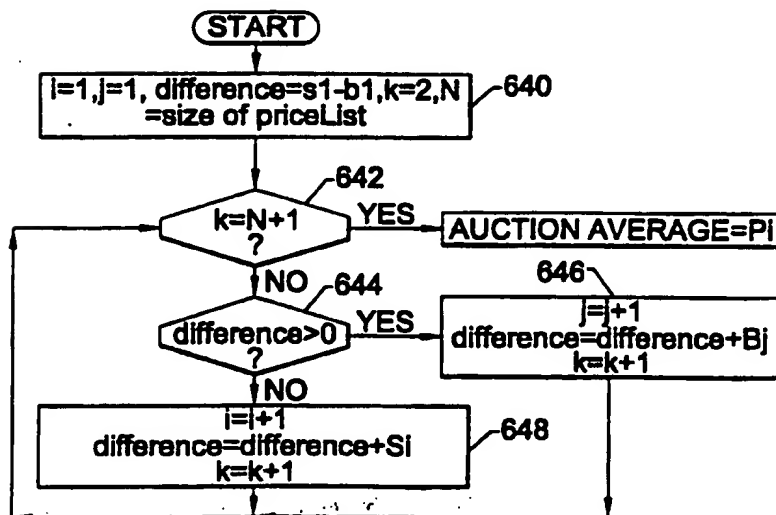 START
i=1,j=1, difference=s1-b1,k=2,N
=size of priceList
640
642
k=N+1
?
YES
AUCTION AVERAGE=Pi
NO
644
646
difference>0
?
YES
j=j+1
difference=difference+Bj
k=k+1
NO
i=i+1
difference=difference+Si
k=k+1
648